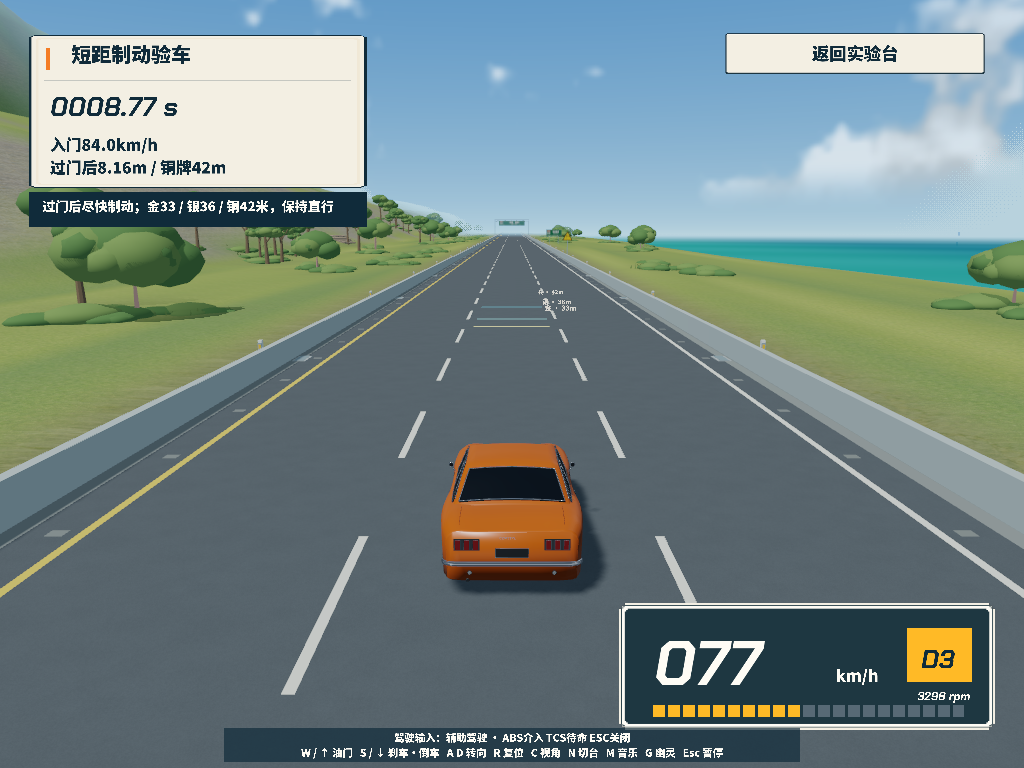 短距制动验车
0008.77 s
入门84.0km/h
过门后8.16m / 铜牌42m
过门后尽快制动；金33 / 银36 / 铜42米，保持直行
返回实验台
077 km/h D3
3296 rpm
驾驶输入：辅助驾驶 · ABS介入 TCS待命 ESC关闭
W / ↑ 油门 S / ↓ 刹车·倒车 A D 转向 R 复位 C 视角 N 切台 M 音乐 G 幽灵 Esc 暂停